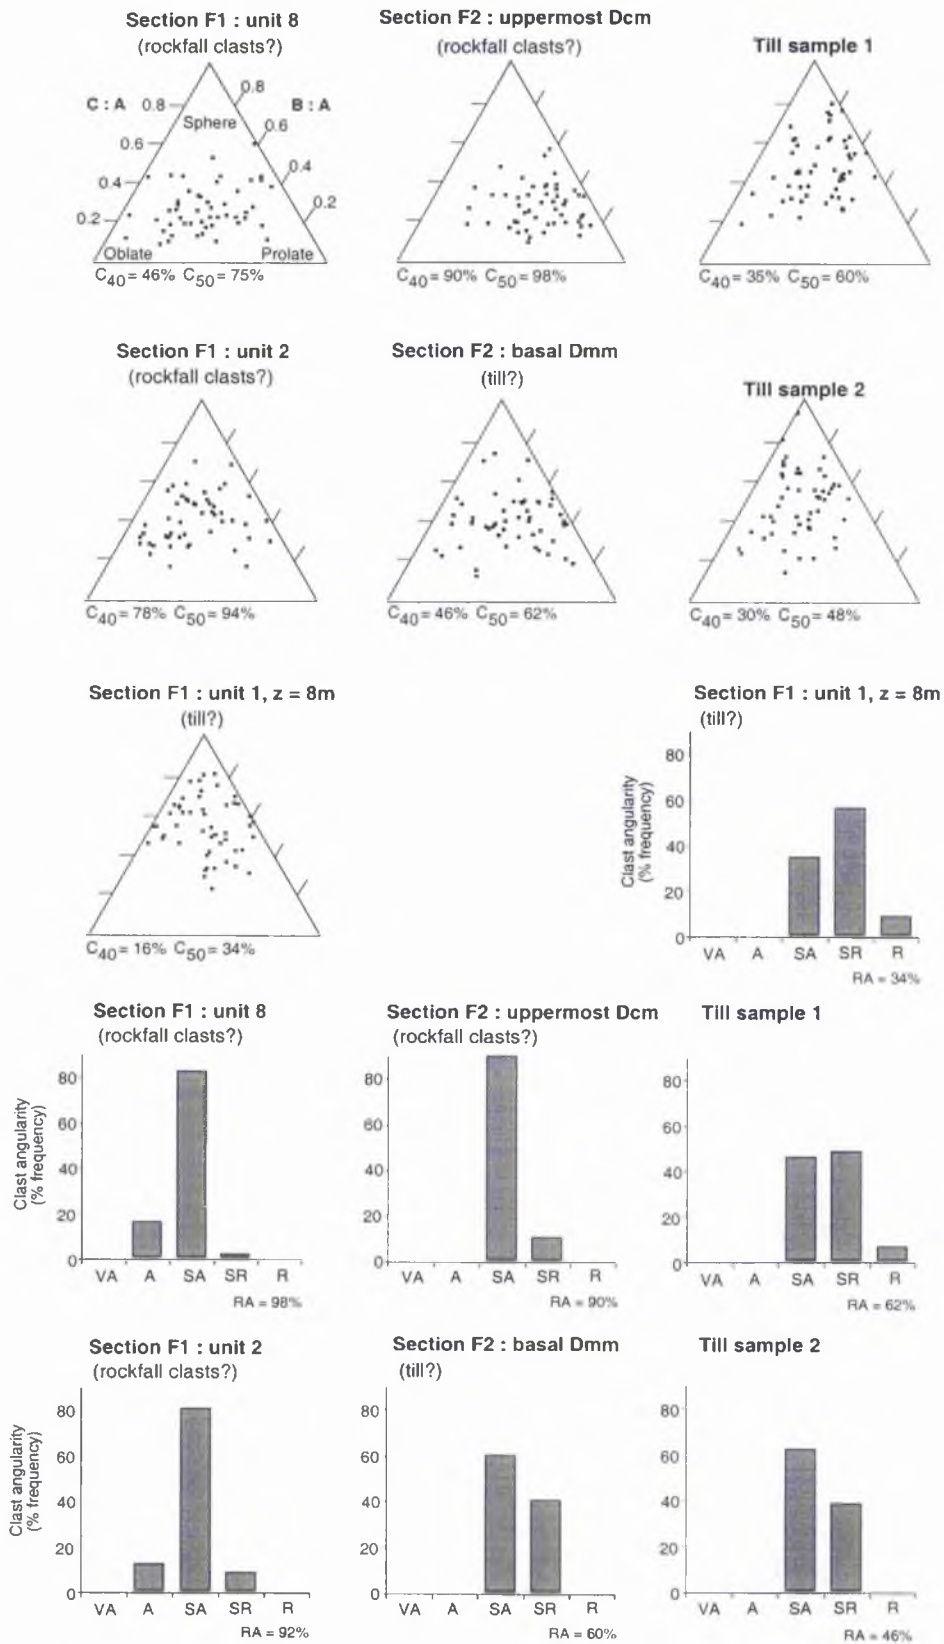 Section F1 : unit 8
(rockfall clasts?)
C : A
B : A
0.8
0.8
Sphere
0.6
0.6
0.4
0.4
0.2
0.2
Oblate
Prolate
C40 = 46% C50 = 75%
Section F2 : uppermost Dcm
(rockfall clasts?)
C40 = 90% C50 = 98%
Till sample 1
C40 = 35% C50 = 60%
Section F1 : unit 2
(rockfall clasts?)
C40 = 78% C50 = 94%
Section F2 : basal Dmm
(till?)
C40 = 46% C50 = 62%
Till sample 2
C40 = 30% C50 = 48%
Section F1 : unit 1, z = 8m
(till?)
C40 = 16% C50 = 34%
Section F1 : unit 1, z = 8m
(till?)
Clast angularity
(% frequency)
80
60
40
20
0
VA A SA SR R
RA = 34%
Section F1 : unit 8
(rockfall clasts?)
Clast angularity
(% frequency)
80
60
40
20
0
VA A SA SR R
RA = 98%
Section F2 : uppermost Dcm
(rockfall clasts?)
80
60
40
20
0
VA A SA SR R
RA = 90%
Till sample 1
80
60
40
20
0
VA A SA SR R
RA = 62%
Section F1 : unit 2
(rockfall clasts?)
Clast angularity
(% frequency)
80
60
40
20
0
VA A SA SR R
RA = 92%
Section F2 : basal Dmm
(till?)
80
60
40
20
0
VA A SA SR R
RA = 60%
Till sample 2
80
60
40
20
0
VA A SA SR R
RA = 46%